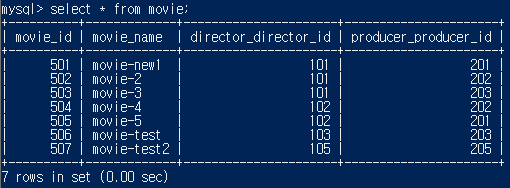 mysql> select * from movie;
+----------+-------------+----------------------+----------------------+
| movie_id | movie_name | director_director_id | producer_producer_id |
+----------+-------------+----------------------+----------------------+
| 501 | movie-new1 | 101 | 201 |
| 502 | movie-2 | 101 | 202 |
| 503 | movie-3 | 101 | 203 |
| 504 | movie-4 | 102 | 202 |
| 505 | movie-5 | 102 | 201 |
| 506 | movie-test | 103 | 203 |
| 507 | movie-test2 | 105 | 205 |
+----------+-------------+----------------------+----------------------+
7 rows in set (0.00 sec)